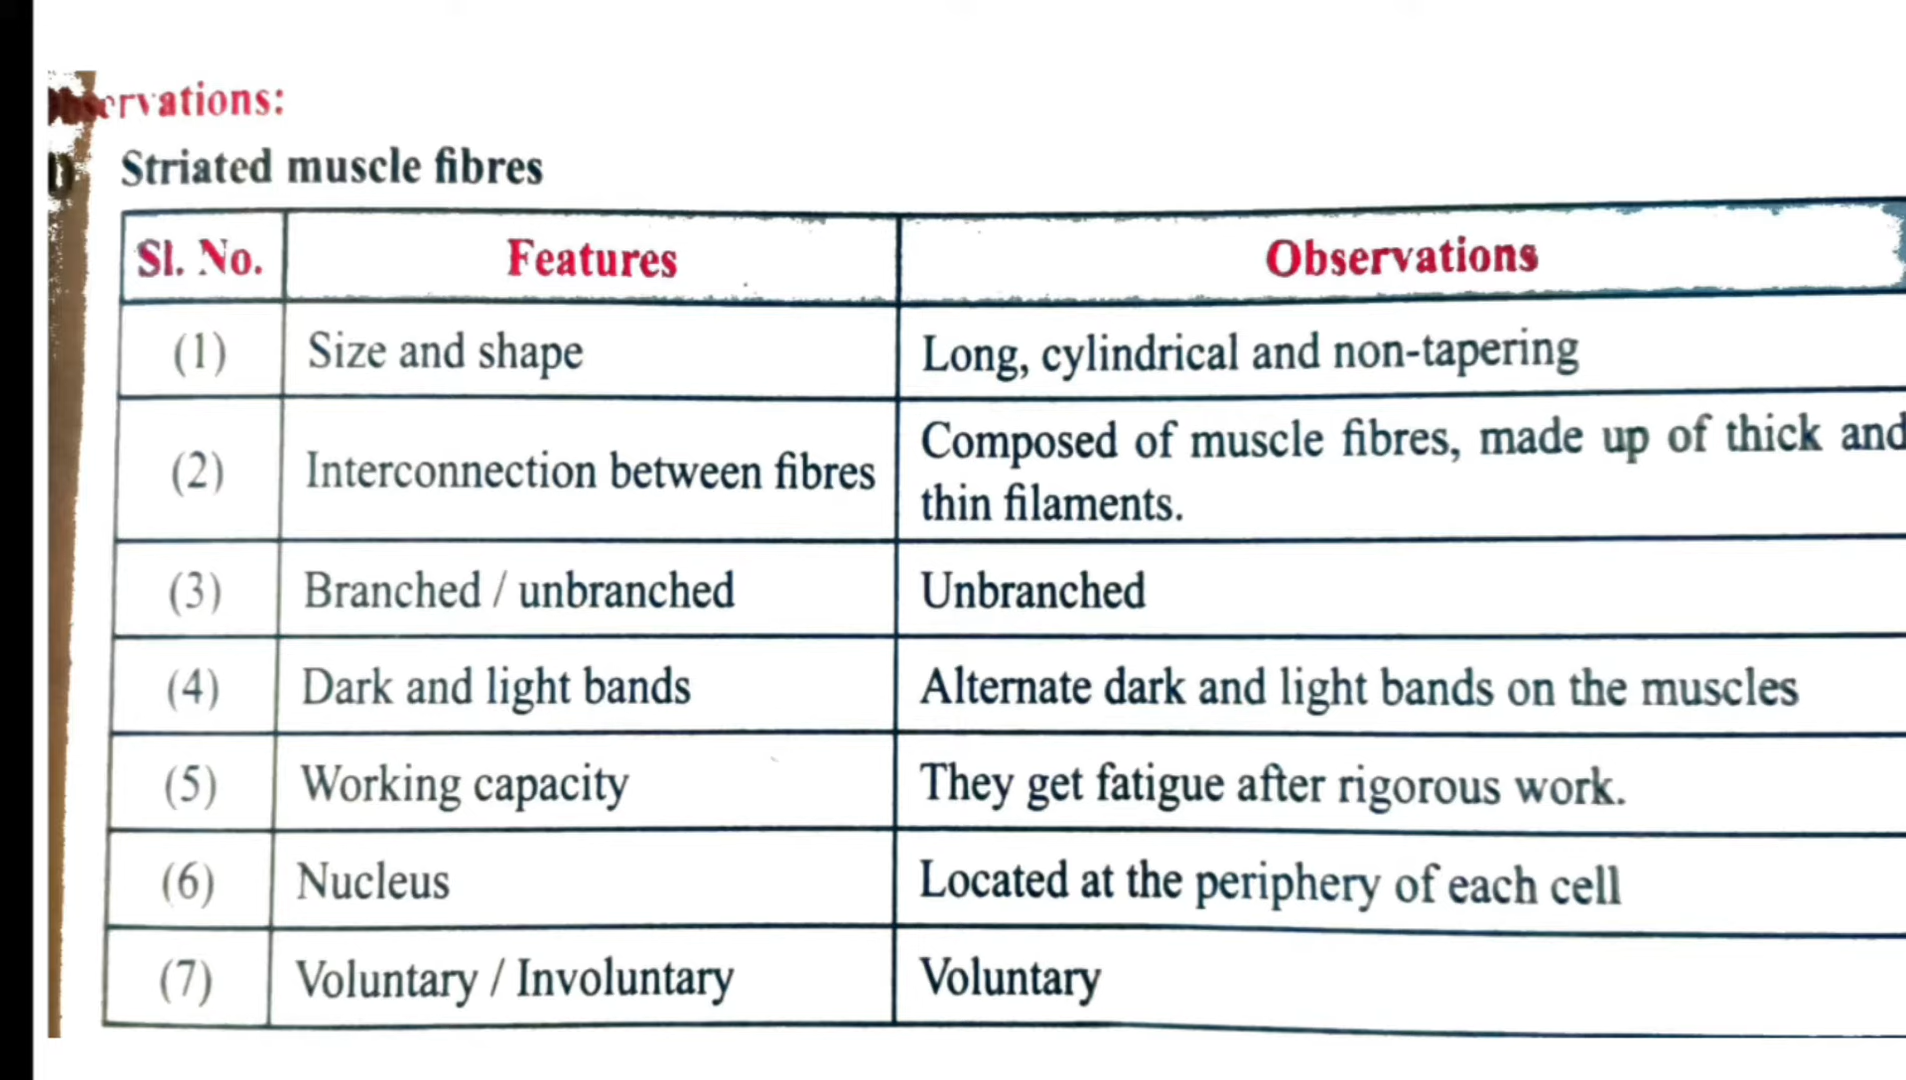 Observations:
Striated muscle fibres
Sl. No. Features Observations
(1) Size and shape Long, cylindrical and non-tapering
(2) Interconnection between fibres Composed of muscle fibres, made up of thick and
thin filaments.
(3) Branched / unbranched Unbranched
(4) Dark and light bands Alternate dark and light bands on the muscles
(5) Working capacity They get fatigue after rigorous work.
(6) Nucleus Located at the periphery of each cell
(7) Voluntary / Involuntary Voluntary